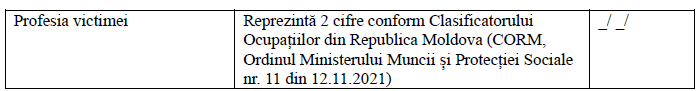 Profesia victimei
Reprezintă 2 cifre conform Clasificatorului
Ocupațiilor din Republica Moldova (CORM,
Ordinul Ministerului Muncii și Protecției Sociale
nr. 11 din 12.11.2021)
_/ _/